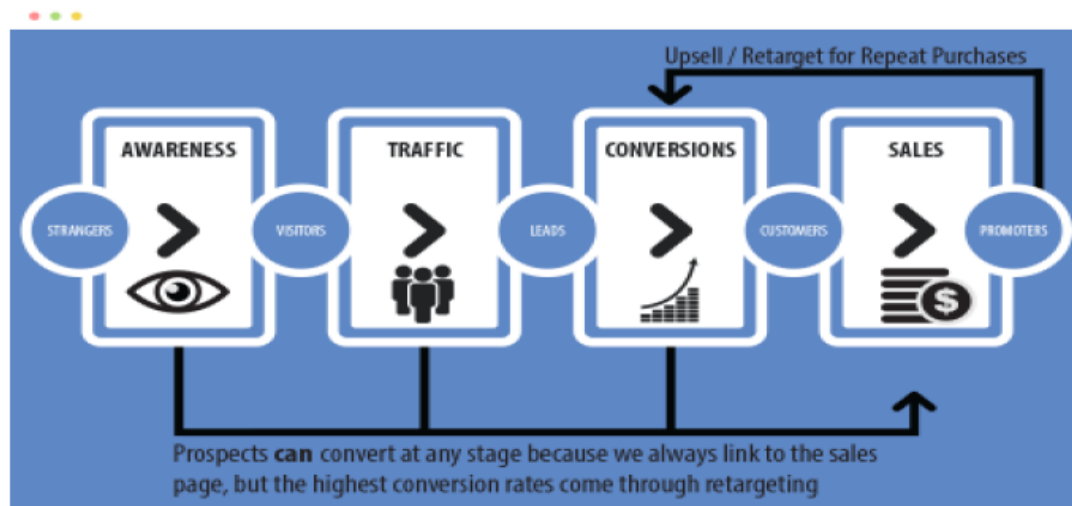 Upsell / Retarget for Repeat Purchases
AWARENESS
TRAFFIC
CONVERSIONS
SALES
STRANGERS
VISITORS
LEADS
CUSTOMERS
PROMOTERS
$
Prospects can convert at any stage because we always link to the sales
page, but the highest conversion rates come through retargeting